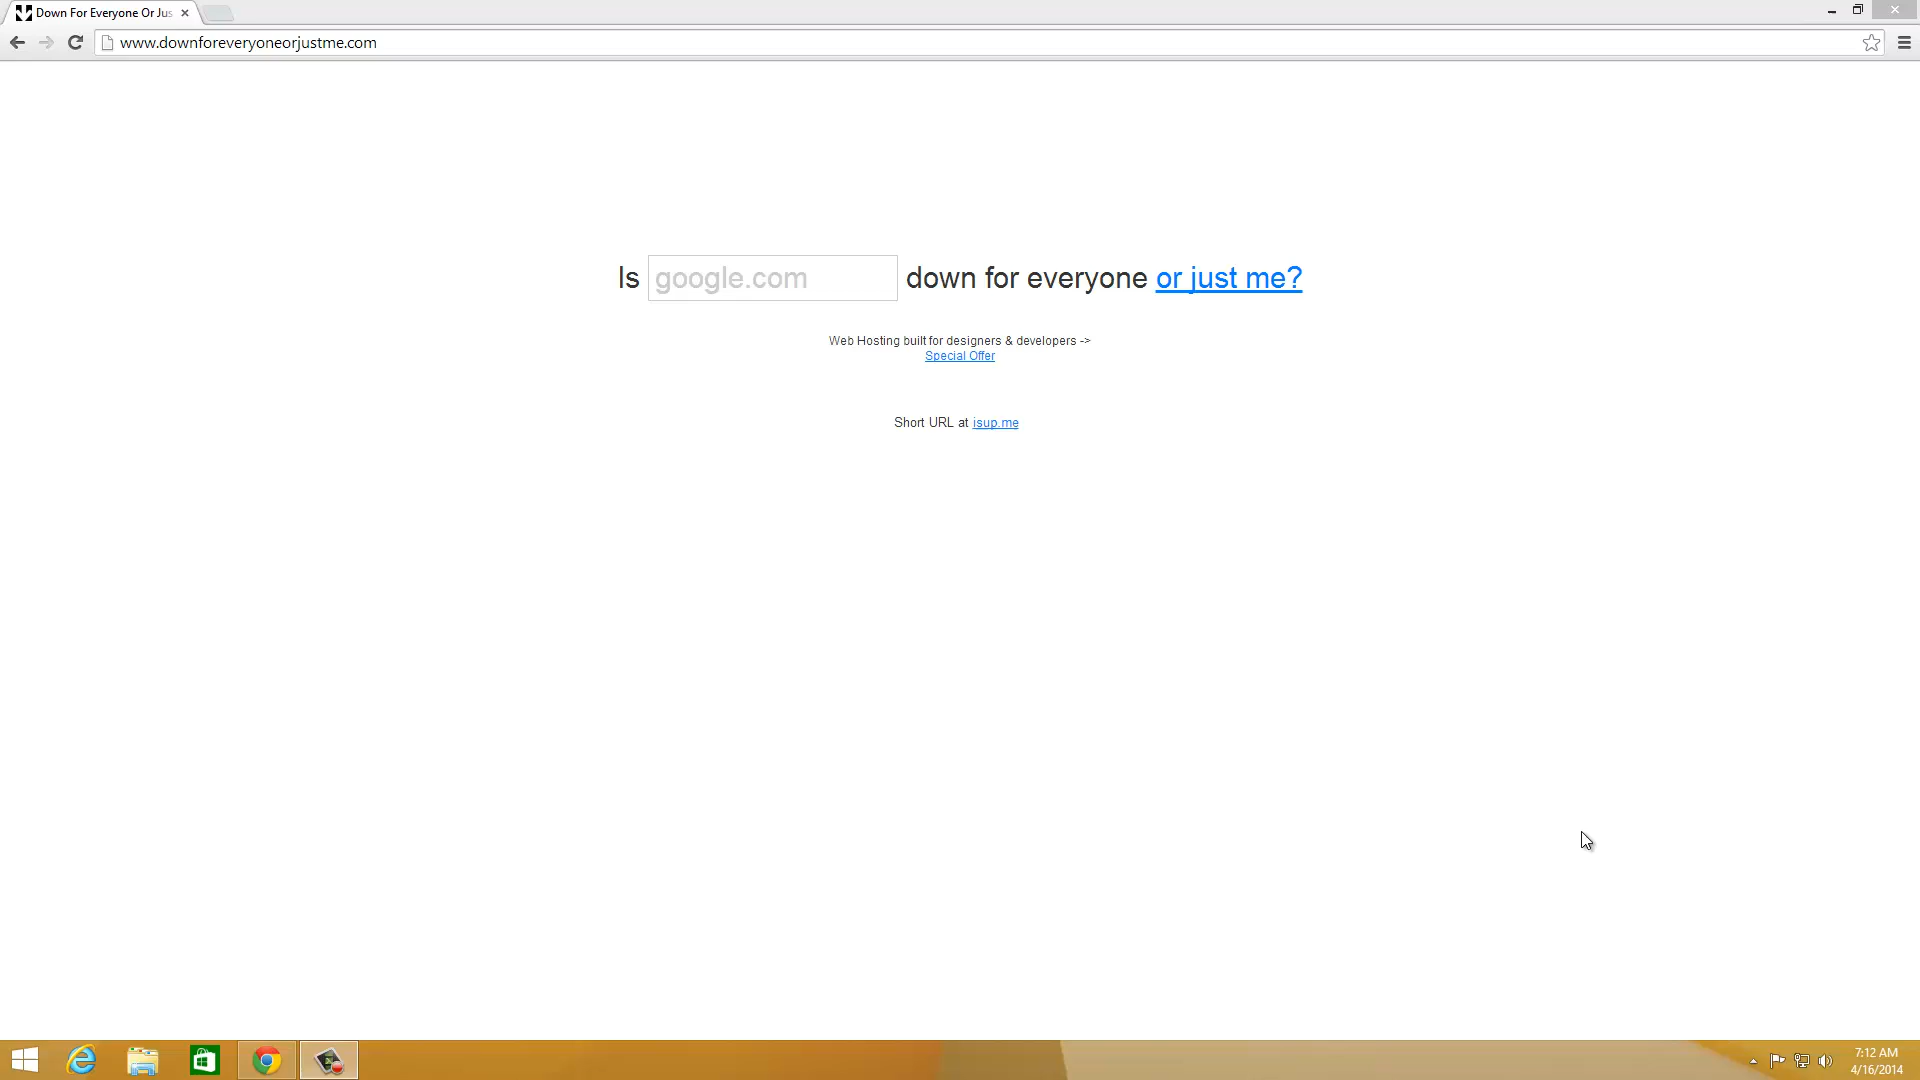 Down For Everyone Or Jus
www.downforeveryoneorjustme.com
Is google.com down for everyone or just me?
Web Hosting built for designers & developers ->
Special Offer
Short URL at isup.me
7:12 AM
4/16/2014